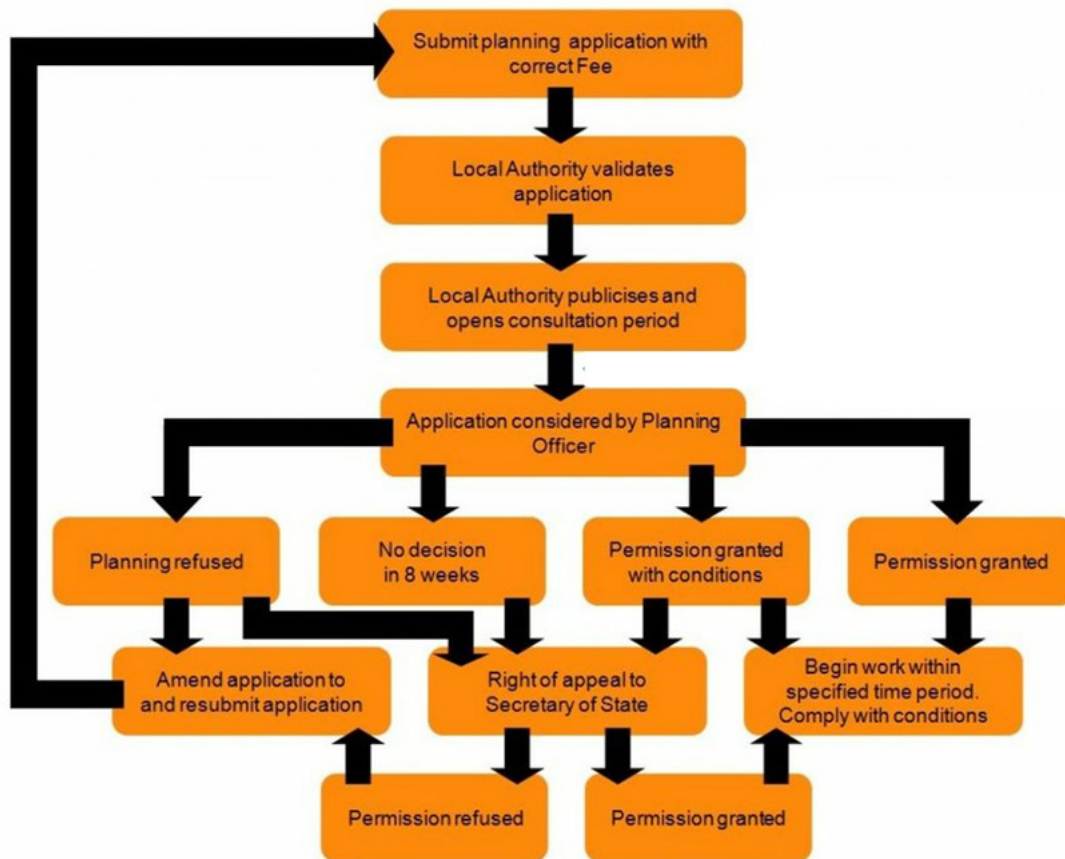 Submit planning application with
correct Fee
Local Authority validates
application
Local Authority publicises and
opens consultation period
Application considered by Planning
Officer
Planning refused
No decision
in 8 weeks
Permission granted
with conditions
Permission granted
Amend application to
and resubmit application
Right of appeal to
Secretary of State
Begin work within
specified time period.
Comply with conditions
Permission refused
Permission granted